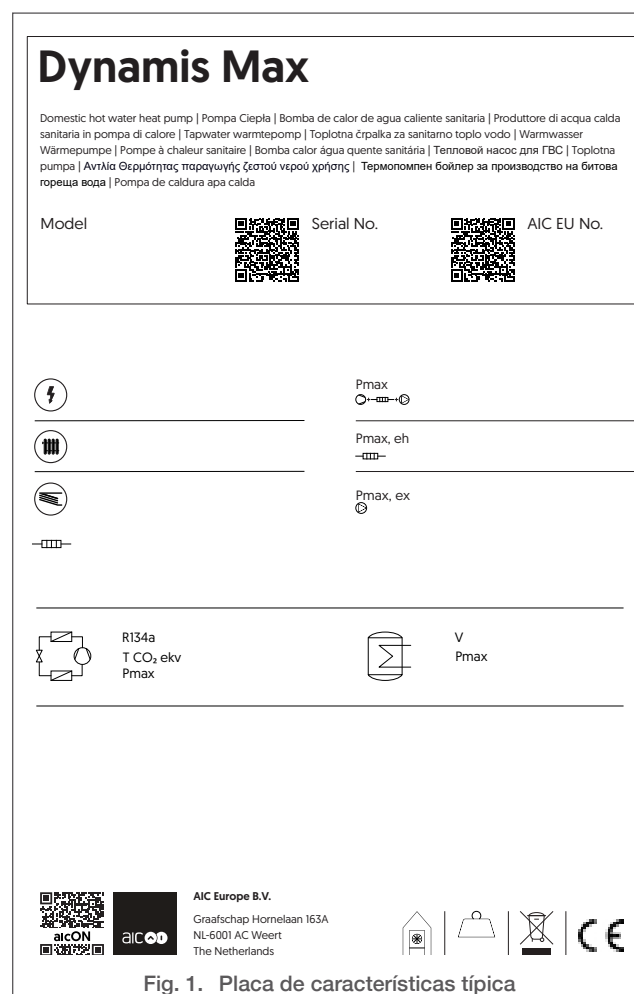 Dynamis Max
Domestic hot water heat pump | Pompa Ciepła | Bomba de calor de agua caliente sanitaria | Produttore di acqua calda
sanitaria in pompa di calore | Tapwater warmtepomp | Toplotna črpalka za sanitarno toplo vodo | Warmwasser
Wärmepumpe | Pompe à chaleur sanitaire | Bomba calor água quente sanitária | Тепловой насос для ГВС | Toplotna
pumpa | Αντλία Θερμότητας παραγωγής ζεστού νερού χρήσης | Термопомпен бойлер за производство на битова
гореща вода | Pompa de caldura apa calda
Model
Serial No.
AIC EU No.
Pmax
Pmax, eh
Pmax, ex
R134a
T CO₂ ekv
Pmax
V
Pmax
aicON
aic
AIC Europe B.V.
Graafschap Hornelaan 163A
NL-6001 AC Weert
The Netherlands
CE
Fig. 1. Placa de características típica